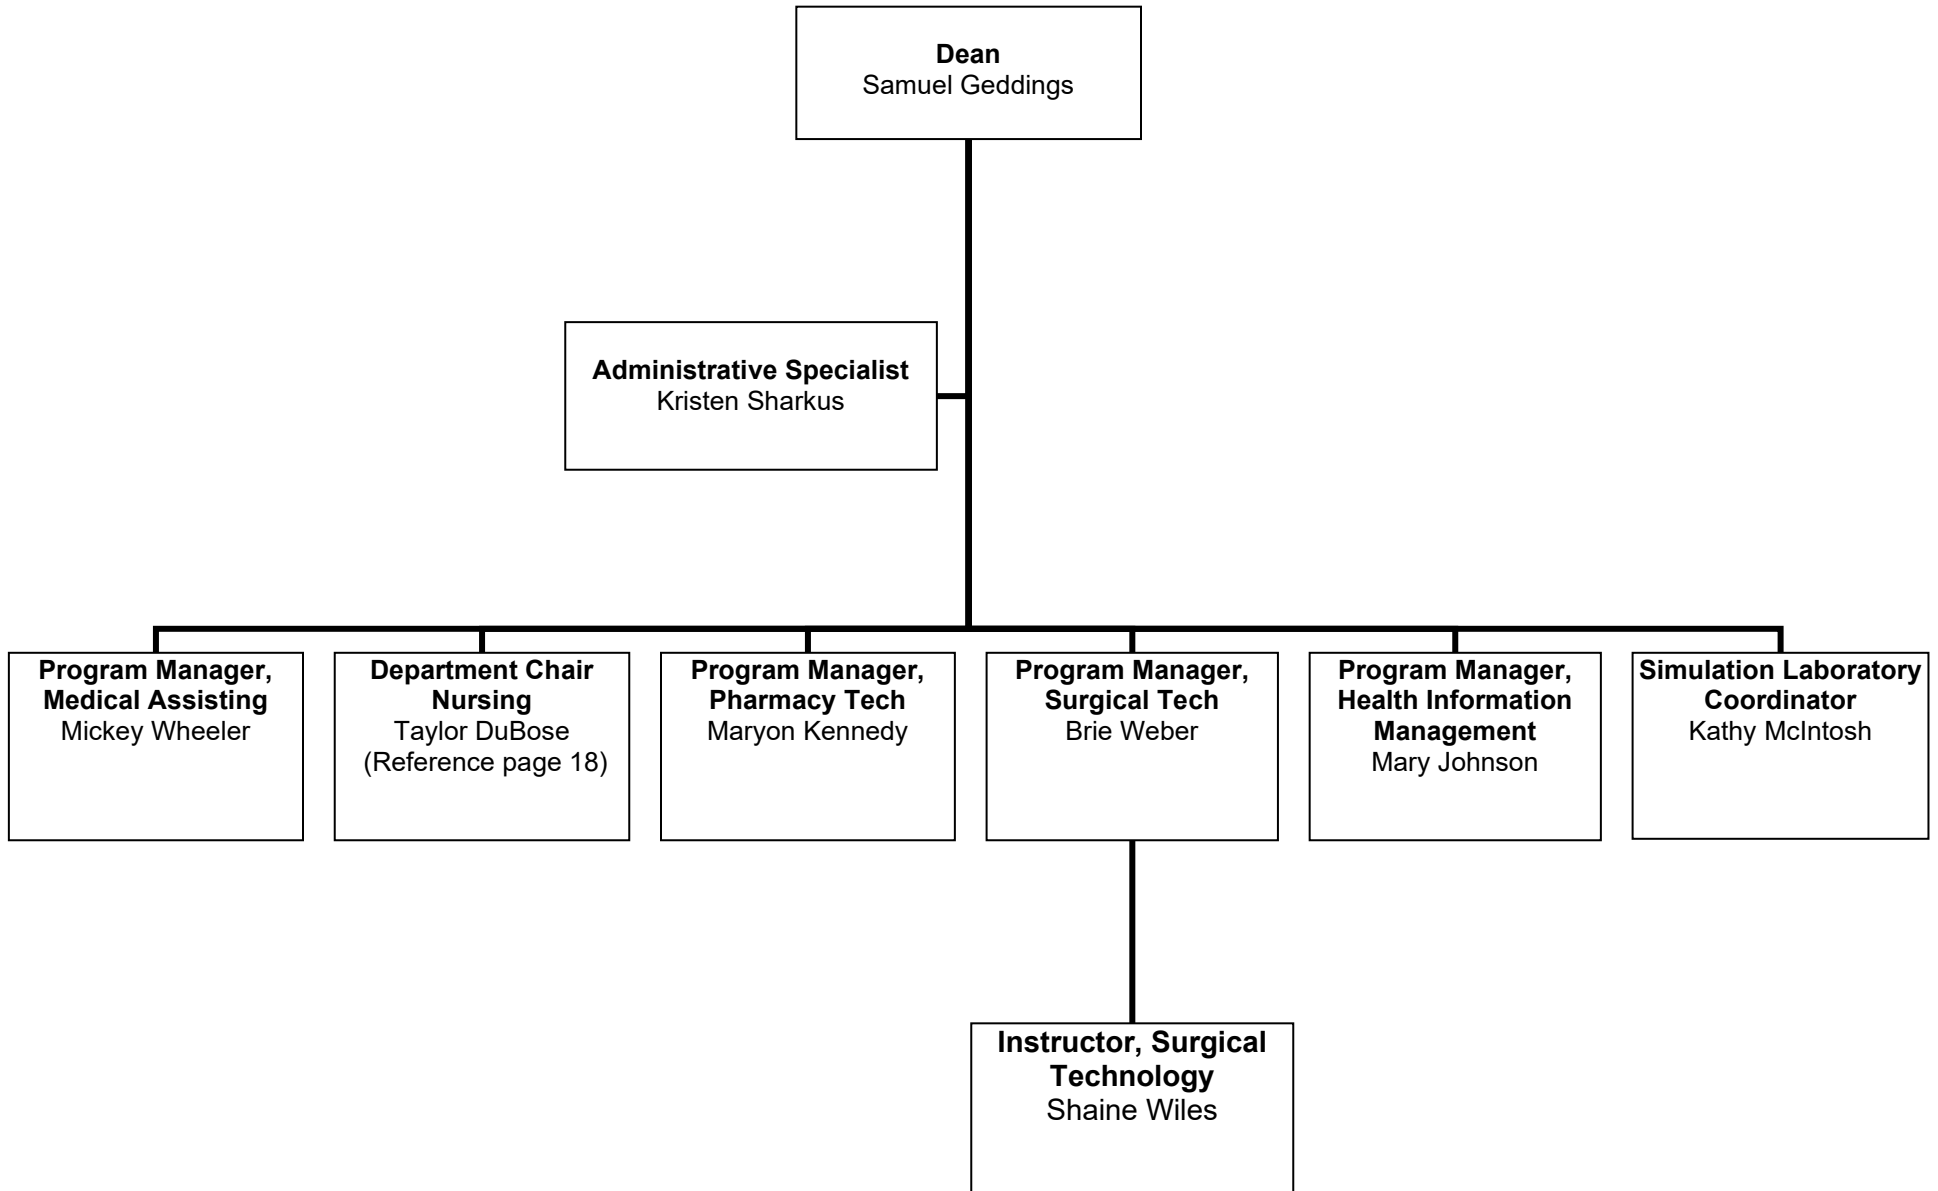 Dean
Samuel Geddings
Administrative Specialist
Kristen Sharkus
Program Manager,
Medical Assisting
Mickey Wheeler
Department Chair
Nursing
Taylor DuBose
(Reference page 18)
Program Manager,
Pharmacy Tech
Maryon Kennedy
Program Manager,
Surgical Tech
Brie Weber
Program Manager,
Health Information
Management
Mary Johnson
Simulation Laboratory
Coordinator
Kathy McIntosh
Instructor, Surgical
Technology
Shaine Wiles